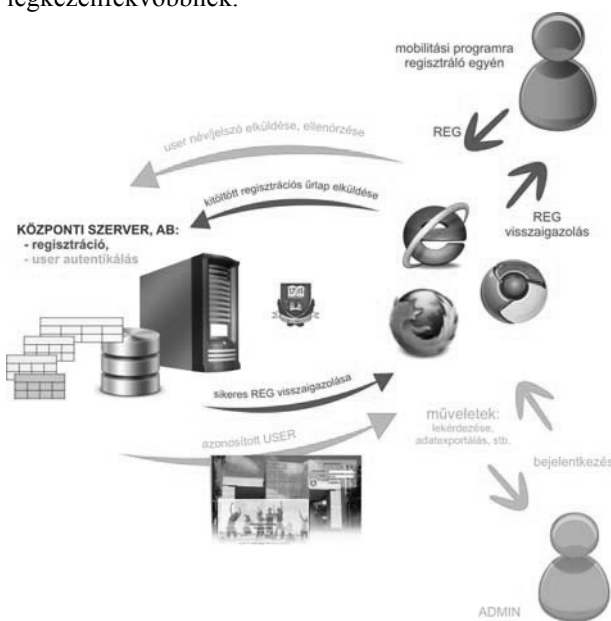 legkézenfekvőbbnek.
mobilitási programra
regisztráló egyén
REG
user név/jelszó elküldése, ellenőrzése
kitöltött regisztrációs űrlap elküldése
REG
visszaigazolás
KÖZPONTI SZERVER, AB:
- regisztráció,
- user autentikálás
sikeres REG visszaigazolása
azonosított USER
műveletek:
lekérdezése,
adatexportálás, stb.
bejelentkezés
ADMIN